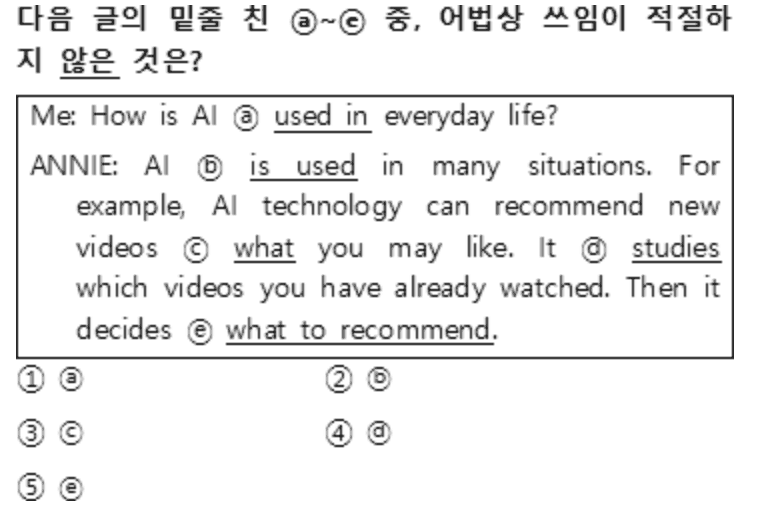 다음 글의 밑줄 친 ⓐ~ⓔ 중, 어법상 쓰임이 적절하
지 않은 것은?
Me: How is AI ⓐ used in everyday life?
ANNIE: AI ⓑ is used in many situations. For
example, AI technology can recommend new
videos ⓒ what you may like. It ⓓ studies
which videos you have already watched. Then it
decides ⓔ what to recommend.
① ⓐ ② ⓑ
③ ⓒ ④ ⓓ
⑤ ⓔ